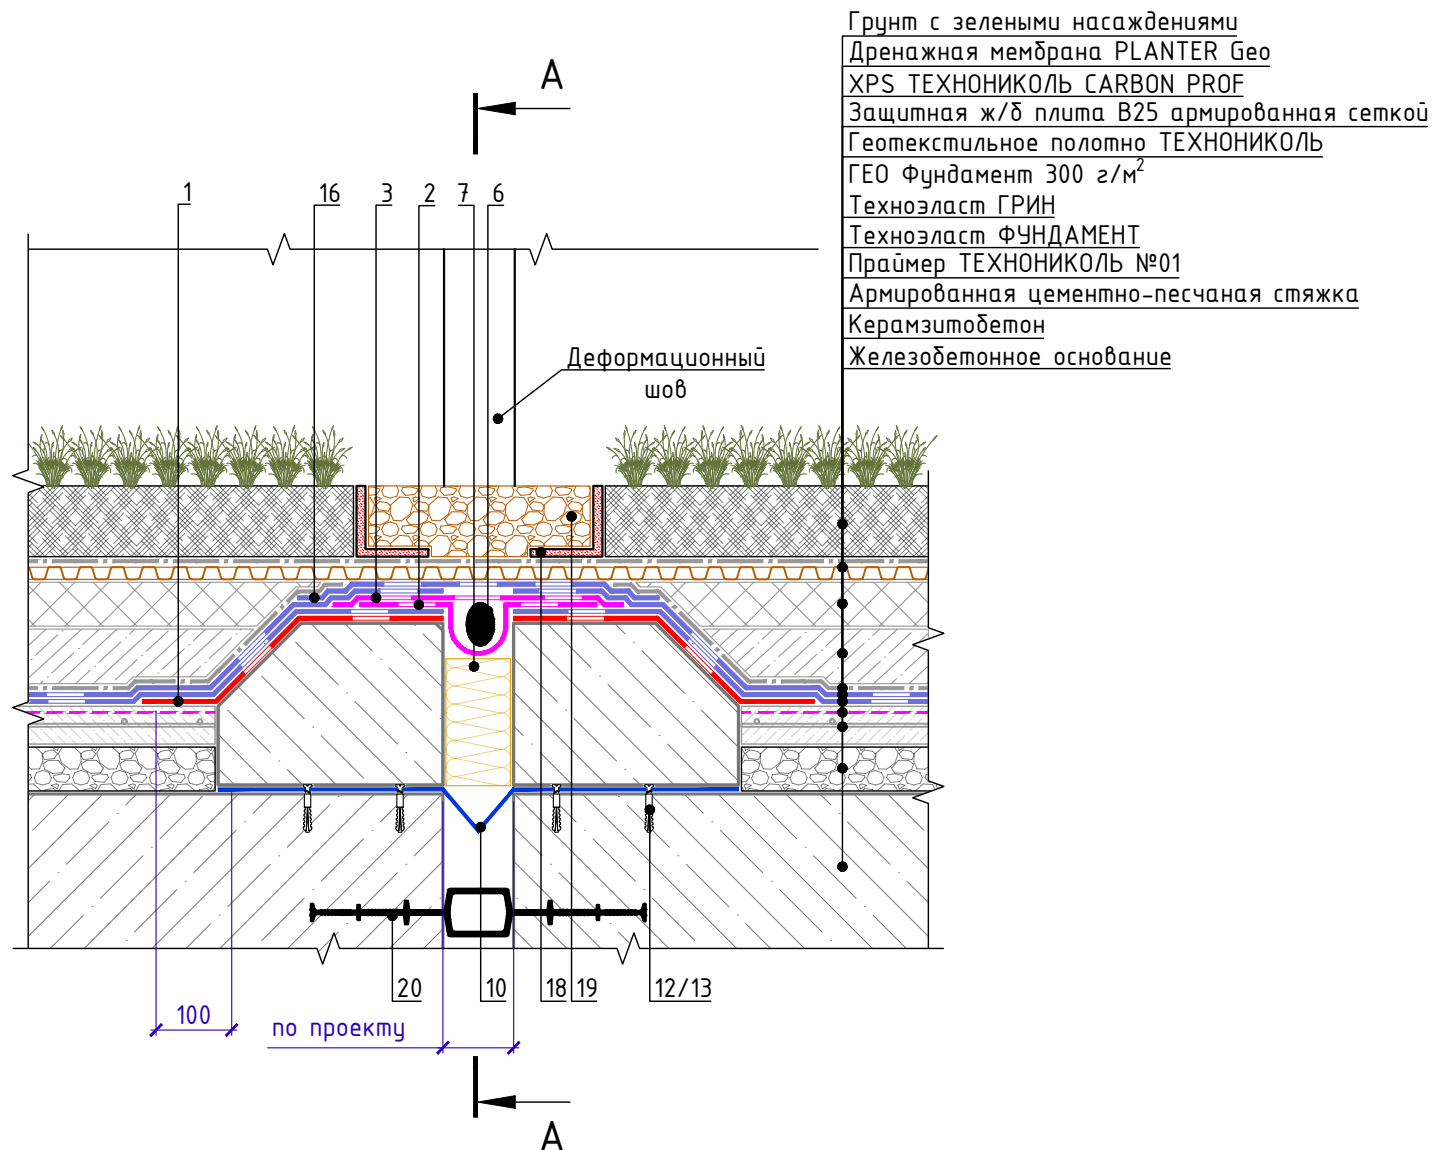 Грунт с зелеными насаждениями
Дренажная мембрана PLANTER Geo
XPS ТЕХНОНИКОЛЬ CARBON PROF
Защитная ж/б плита В25 армированная сеткой
Геотекстильное полотно ТЕХНОНИКОЛЬ
ГЕО Фундамент 300 г/м²
Техноэласт ГРИН
Техноэласт ФУНДАМЕНТ
Праймер ТЕХНОНИКОЛЬ №01
Армированная цементно-песчаная стяжка
Керамзитобетон
Железобетонное основание
А
1 16 3 2 7 6
Деформационный
шов
20 10 18 19 12/13
100
по проекту
А